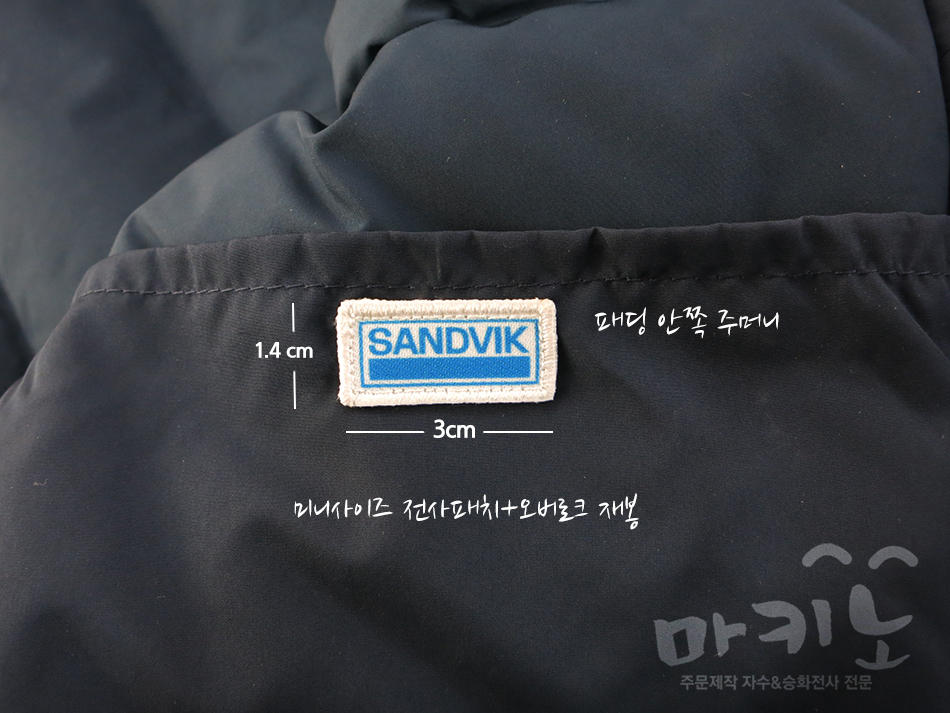 패딩 안쪽 주머니
SANDVIK
1.4 cm
3cm
미니사이즈 전사패치+오버로크 재봉
마키노
주문제작 자수&승화전사 전문